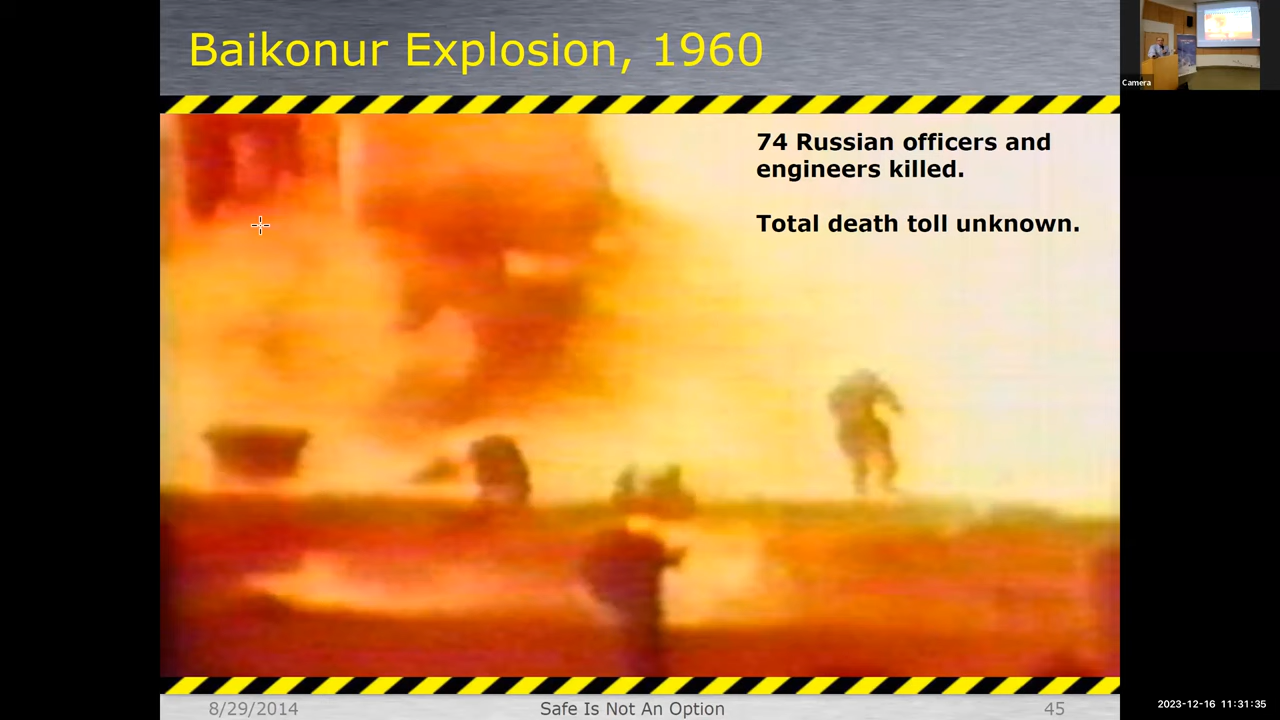 Baikonur Explosion, 1960
Camera
74 Russian officers and
engineers killed.
Total death toll unknown.
8/29/2014
Safe Is Not An Option
45
2023-12-16 11:31:35